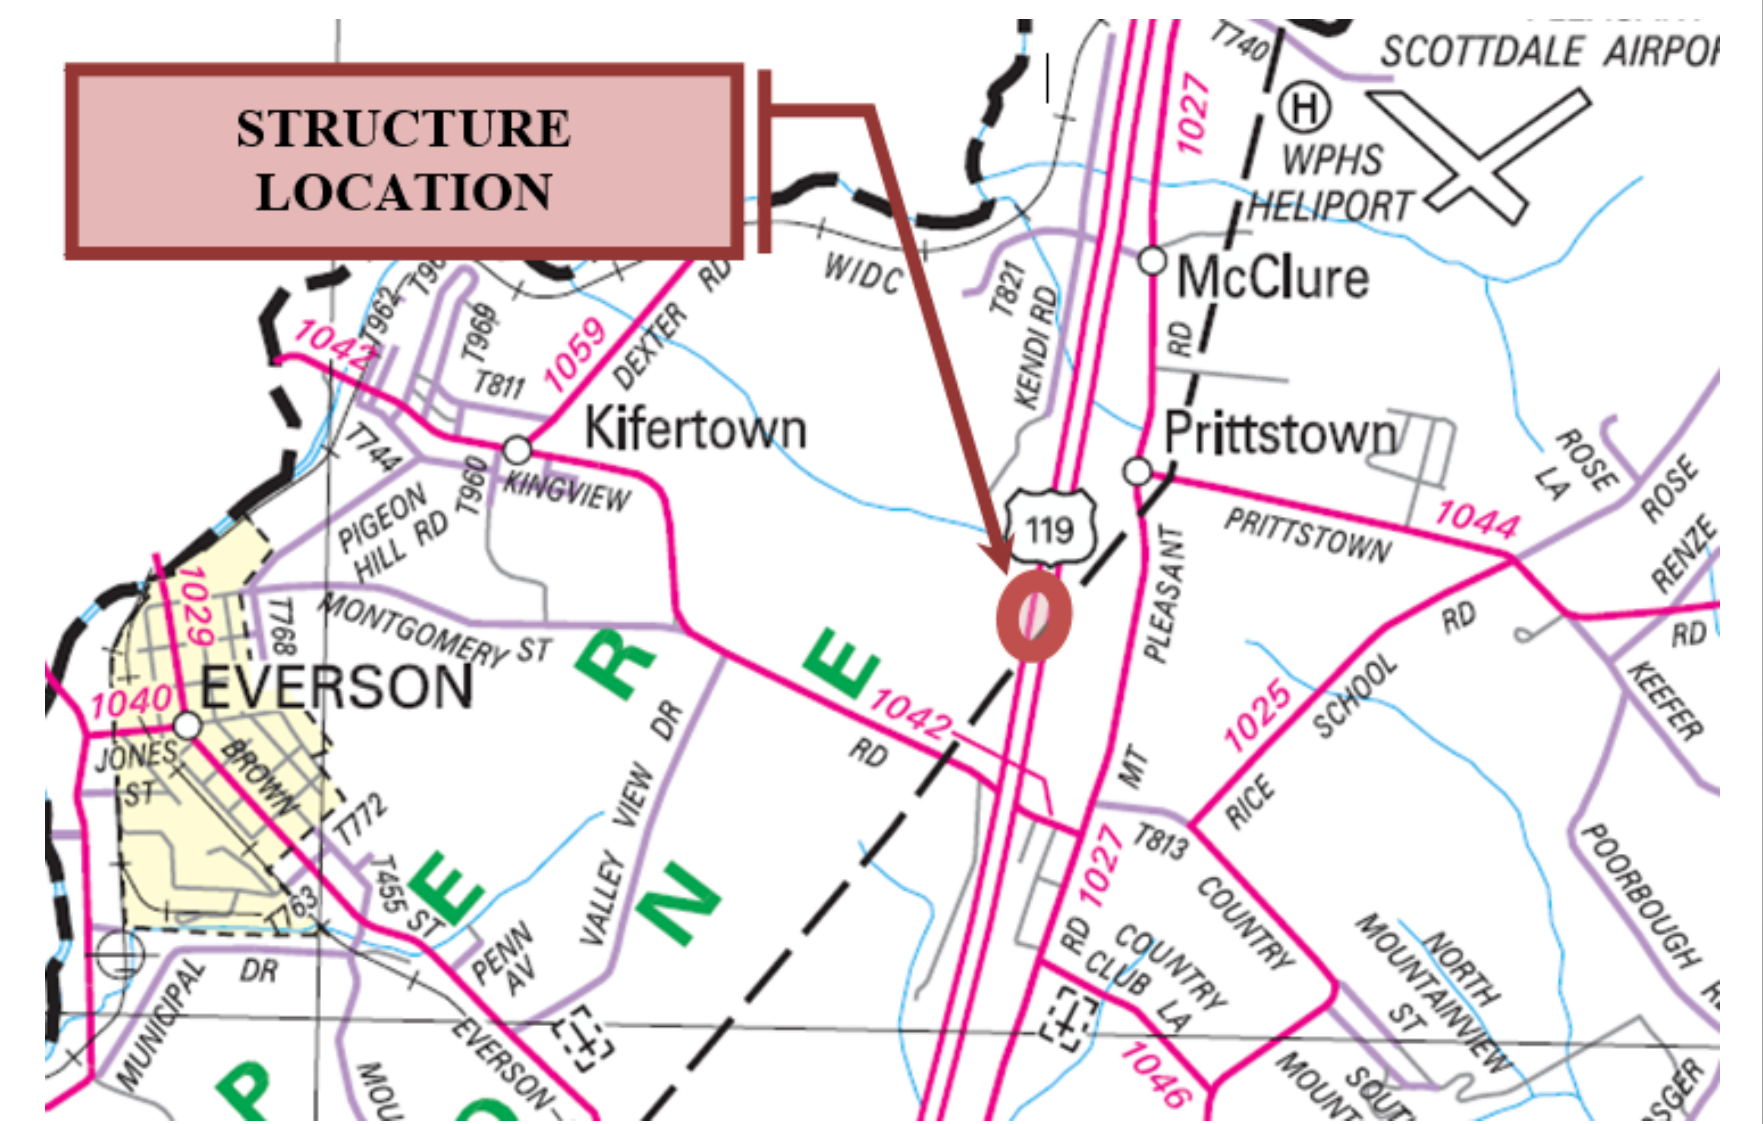 STRUCTURE
LOCATION
T740
SCOTTDALE AIRPOR
H
WPHS
HELIPORT
1027
WIDC
McClure
T821
KENDI RD
RD
T962
T969
1042
1059
DEXTER
RD
T811
Kifertown
Prittstown
T744
T960
KINGVIEW
119
PRITTSTOWN
1044
ROSE
LA
ROSE
RENZE
RD
PIGEON
HILL RD
1029
T768
MONTGOMERY ST
PLEASANT
RD
KEEFER
R
E
EVERSON
1040
JONES
ST
BROWN
1042
RD
VALLEY VIEW DR
MT
1025
RICE
SCHOOL
T813
T772
T455
ST
T763
E
N
1027
RD
COUNTRY
POORBOUGH
PENN
AV
COUNTRY
CLUB LA
NORTH
MOUNTAINVIEW
ST
MUNICIPAL
DR
EVERSON
MOU
P
1046
SOUT
MOUNT
SGER